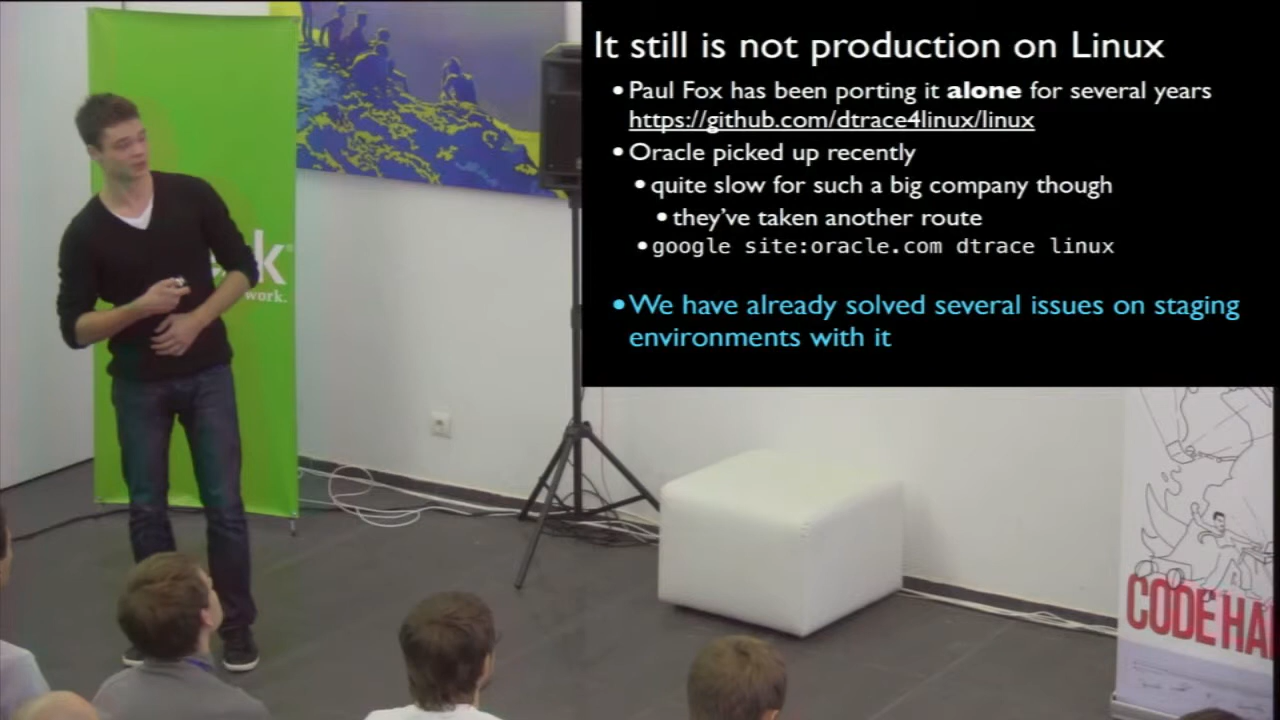 It still is not production on Linux
•Paul Fox has been porting it alone for several years
https://github.com/dtrace4linux/linux
•Oracle picked up recently
•quite slow for such a big company though
•they've taken another route
•google site:oracle.com dtrace linux
•We have already solved several issues on staging
environments with it
k
work.
CODE HA